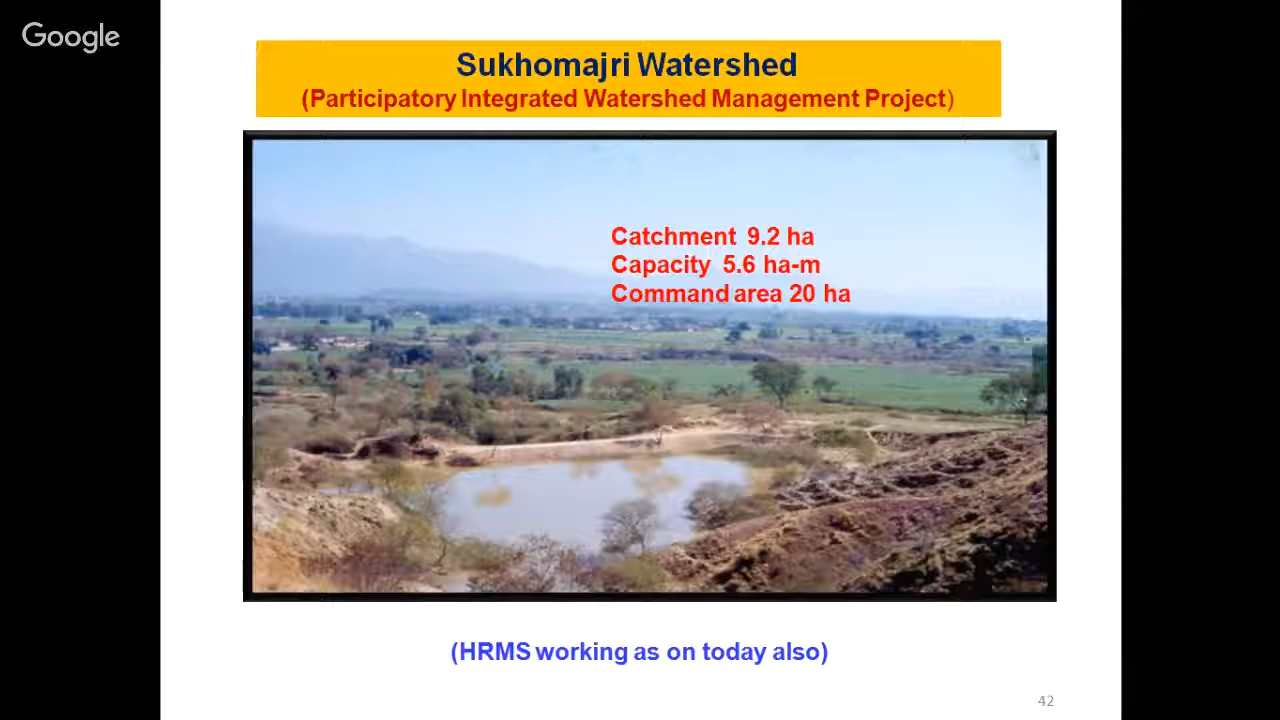 Google
Sukhomajri Watershed
(Participatory Integrated Watershed Management Project)
Catchment 9.2 ha
Capacity 5.6 ha-m
Command area 20 ha
(HRMS working as on today also)
42